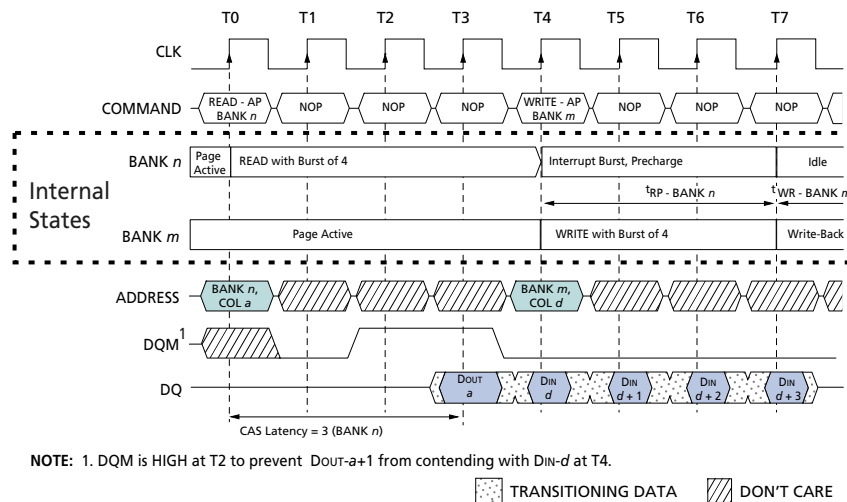 T0 T1 T2 T3 T4 T5 T6 T7
CLK
COMMAND
READ - AP
BANK n
NOP
NOP
NOP
WRITE - AP
BANK m
NOP
NOP
NOP
Internal
States
BANK n
Page
Active
READ with Burst of 4
Interrupt Burst, Precharge
Idle
tRP - BANK n
tWR - BANK m
BANK m
Page Active
WRITE with Burst of 4
Write-Back
ADDRESS
BANK n,
COL a
BANK m,
COL d
DQM1
DQ
DOUT
a
DIN
d
DIN
d + 1
DIN
d + 2
DIN
d + 3
CAS Latency = 3 (BANK n)
NOTE: 1. DQM is HIGH at T2 to prevent DOUT-a+1 from contending with DIN-d at T4.
TRANSITIONING DATA
DON'T CARE